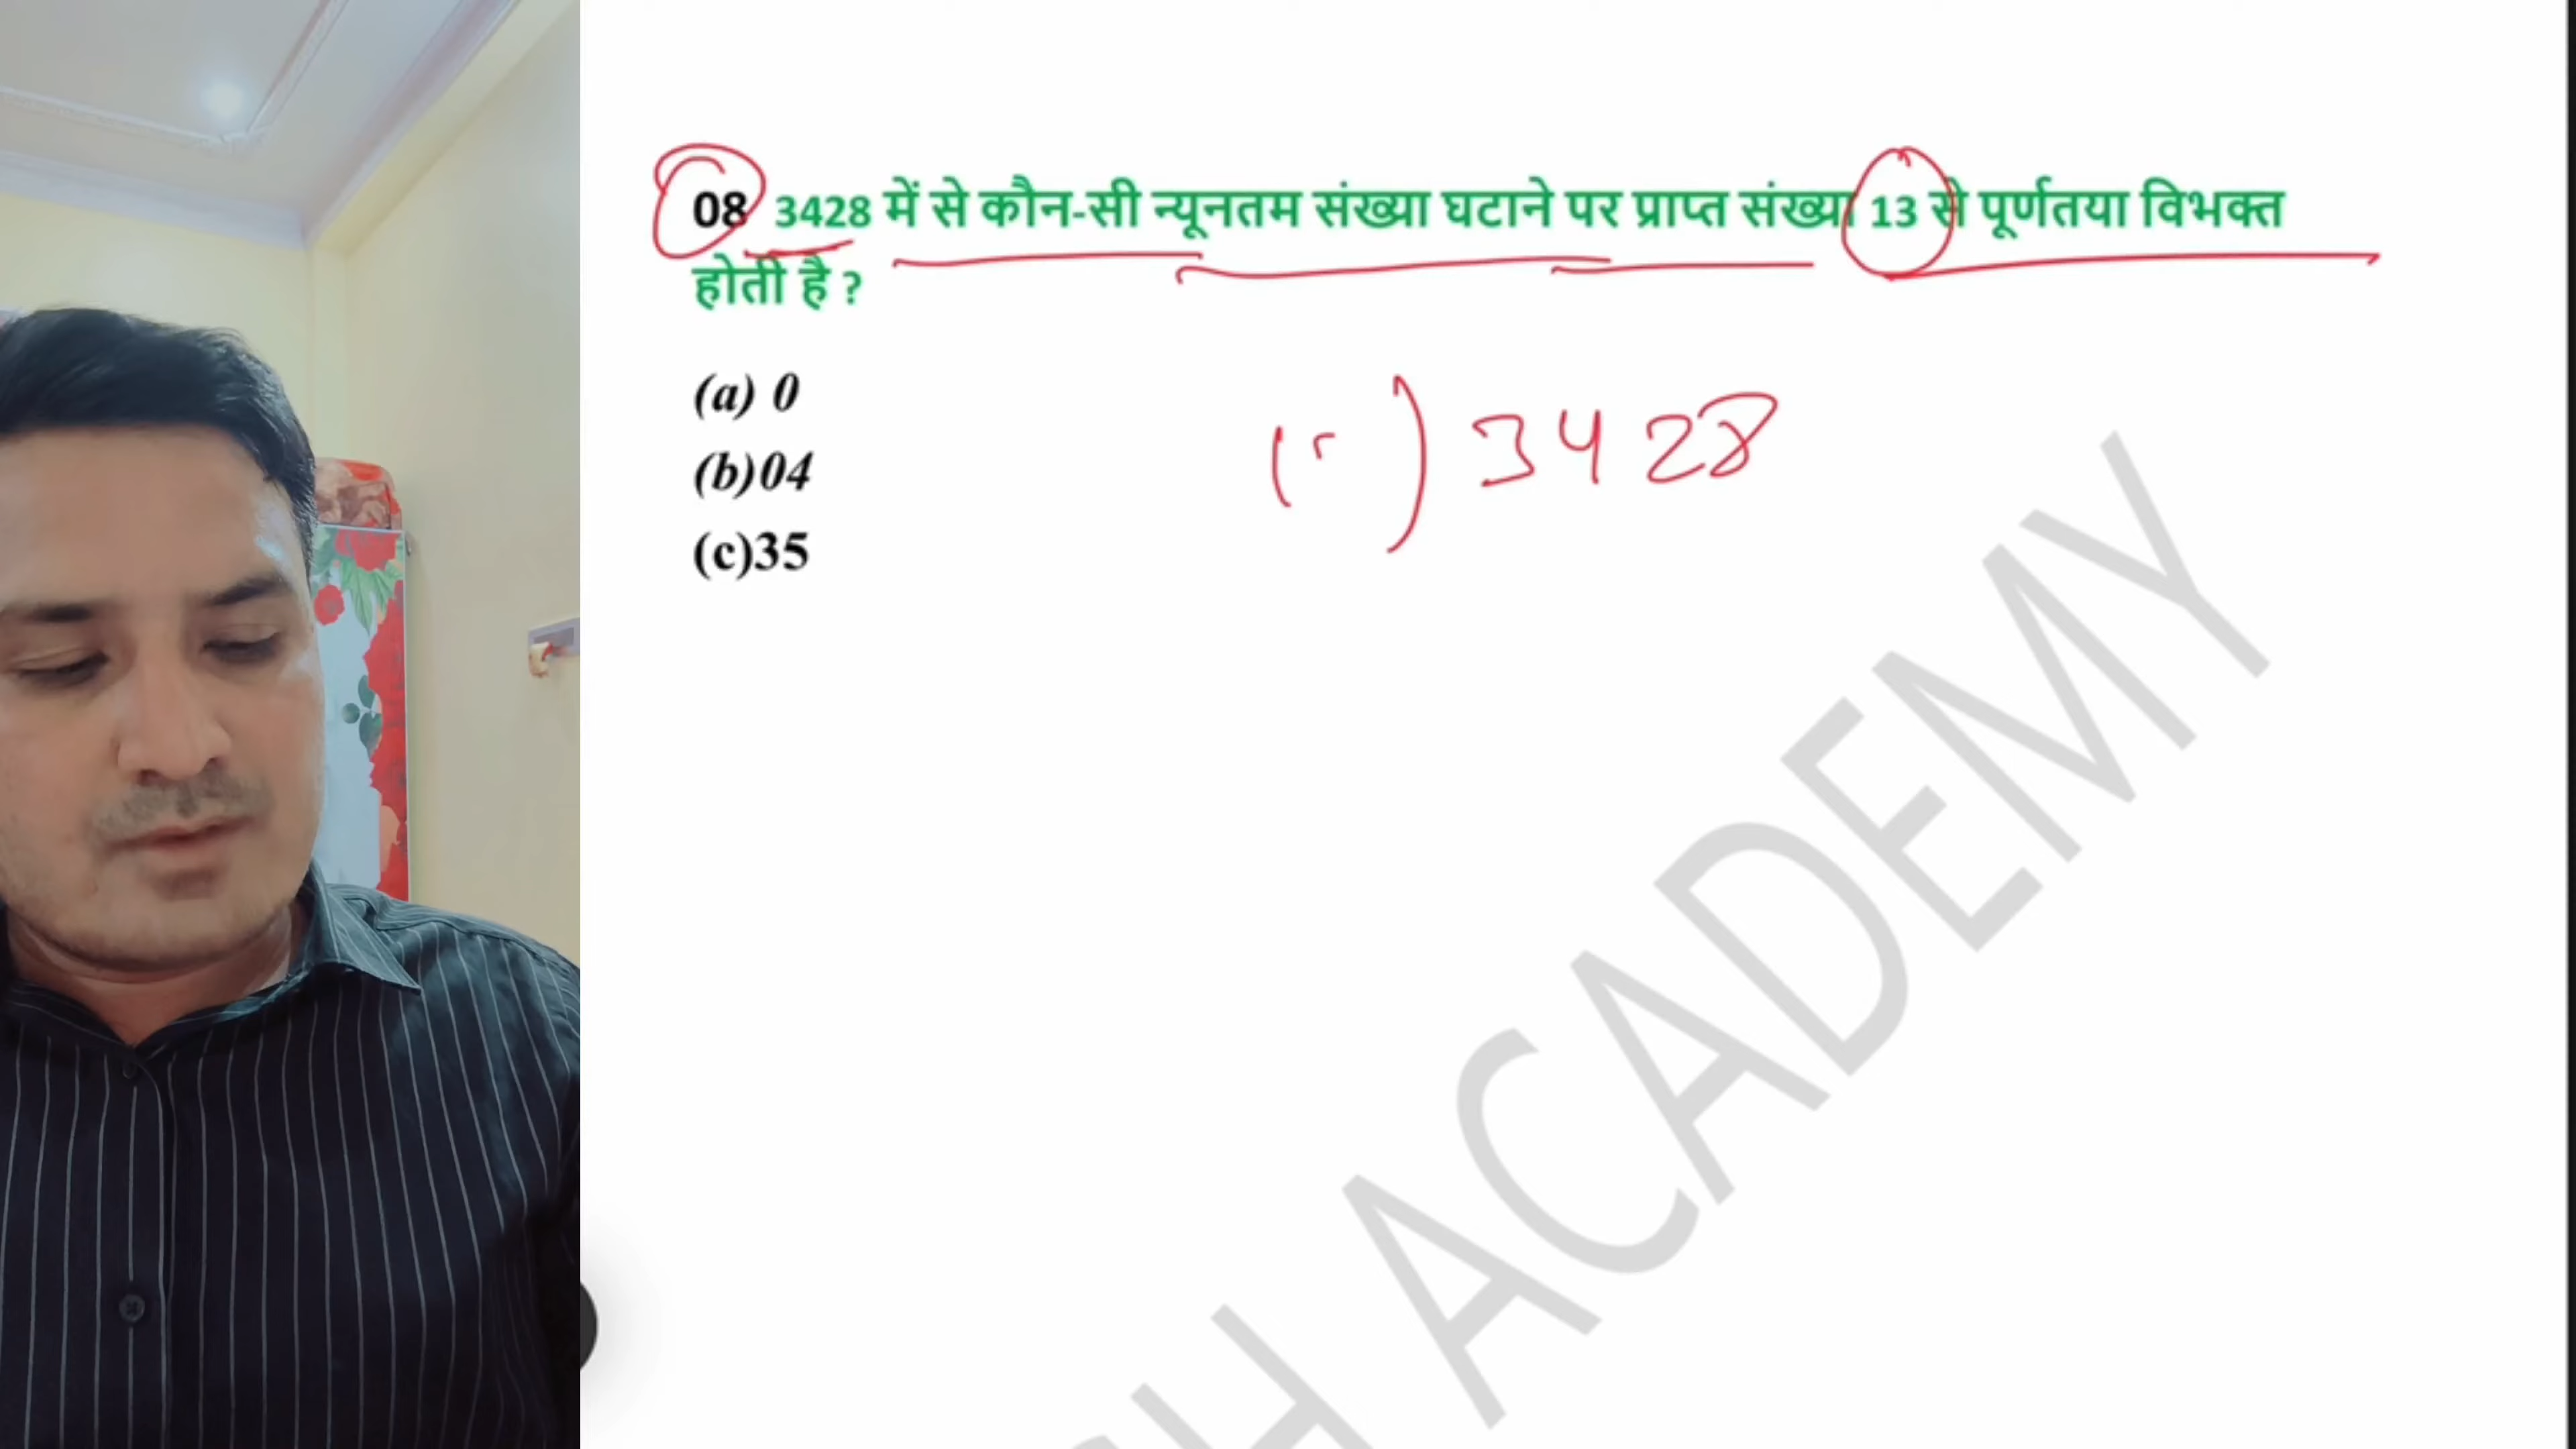 08 3428 में से कौन-सी न्यूनतम संख्या घटाने पर प्राप्त संख्या 13 से पूर्णतया विभक्त
होती है ?
(a) 0
(b)04
(c)35
) 3428
H ACADEMY